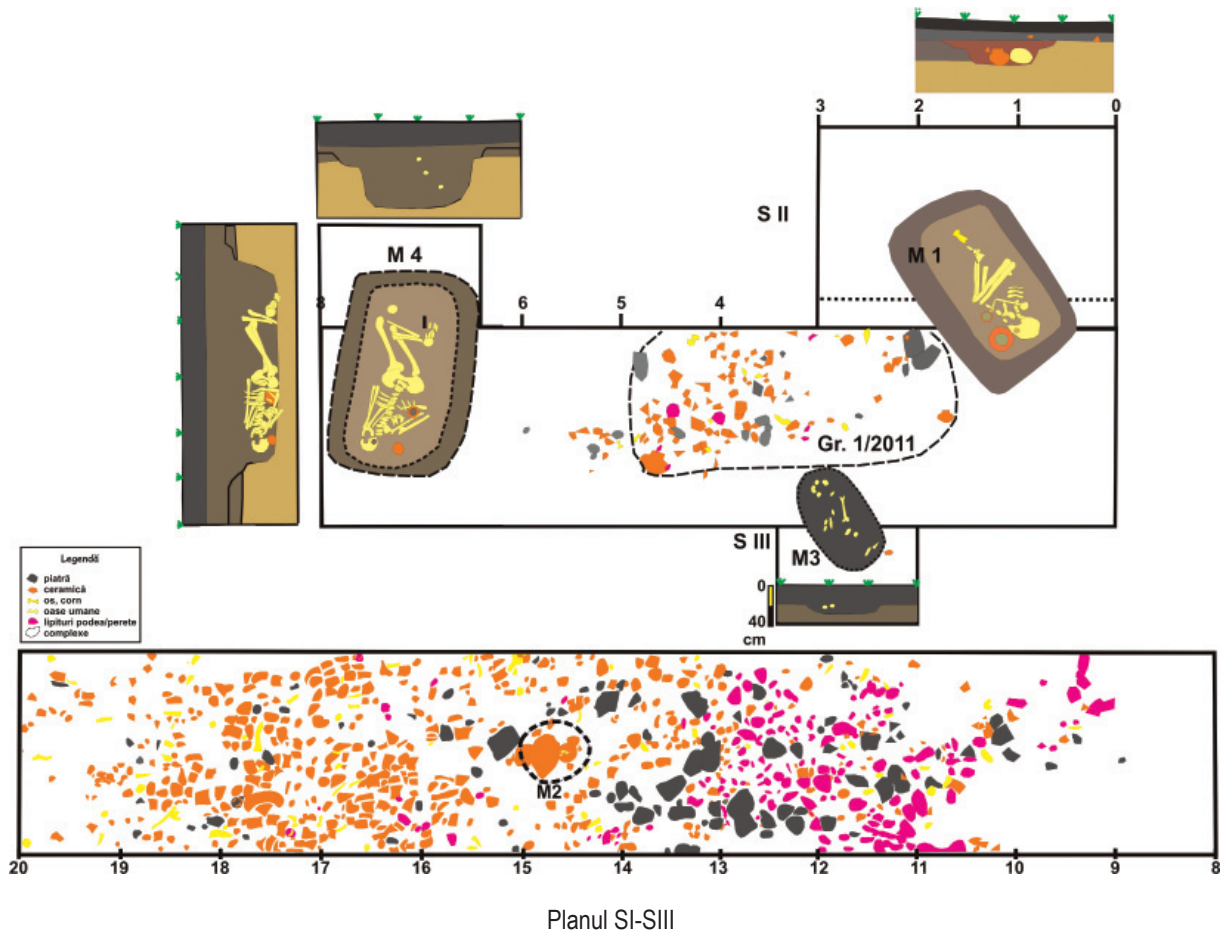 3 2 1 0
S II
M 1
M 4
8 6 5 4
Gr. 1/2011
S III
M3
0
40
cm
Legendă
piatră
ceramică
os, corn
oase umane
lipituri podea/perete
complexe
M2
20 19 18 17 16 15 14 13 12 11 10 9 8
Planul SI-SIII